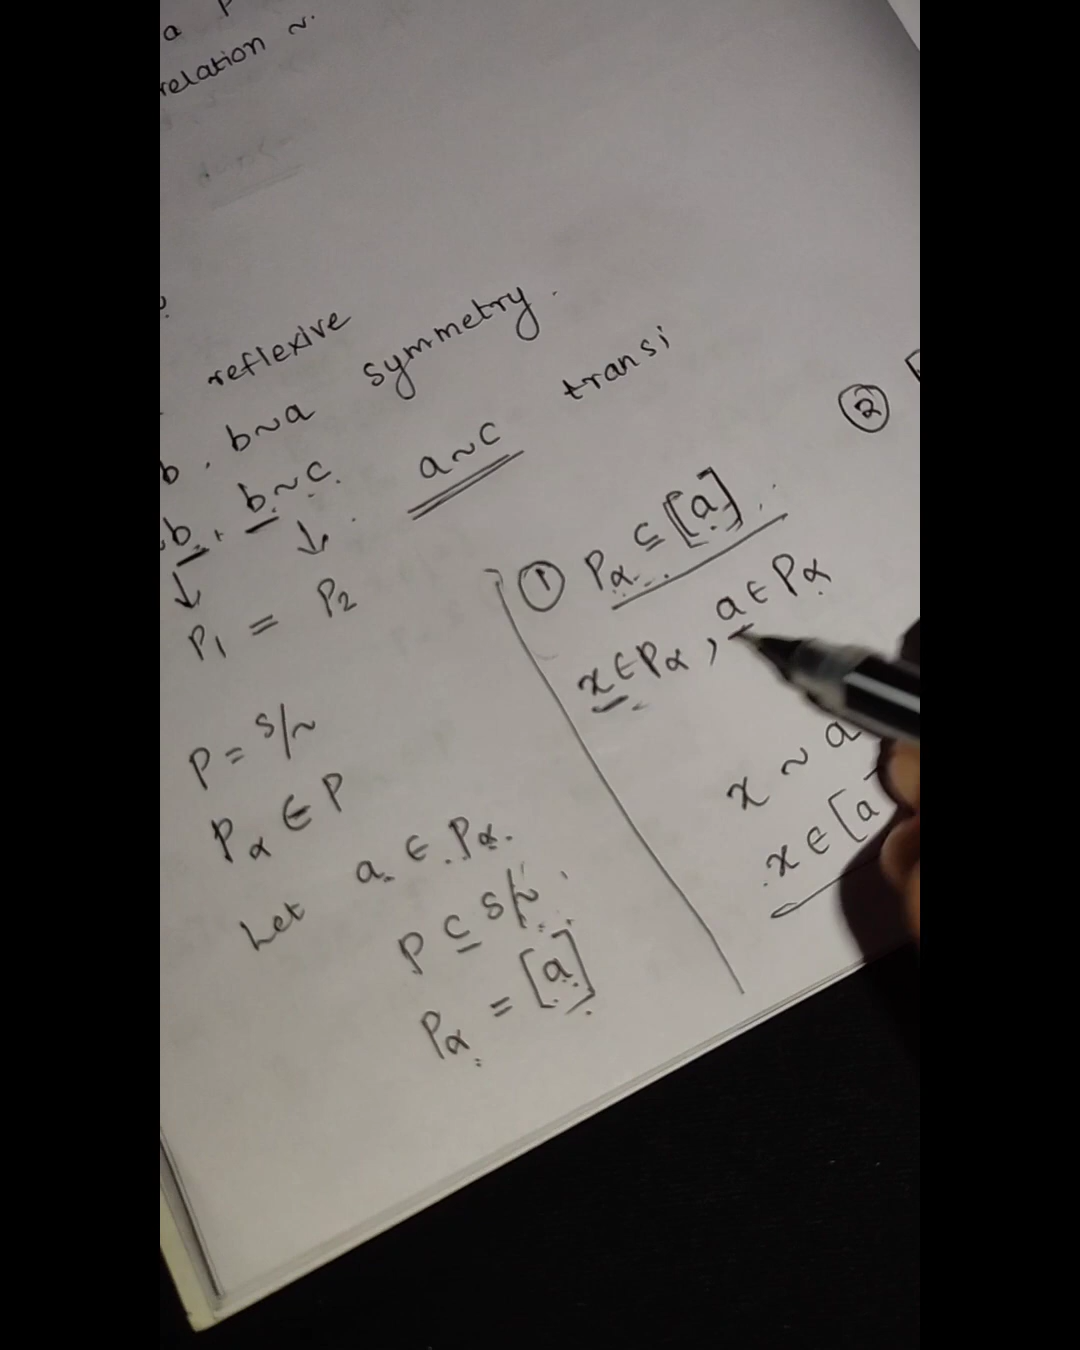 a P
relation ~.
reflexive
b, b~a symmetry.
b, b~c. a~c transi
↓ ↓
P₁ = P₂
P = S/~
Pα ∈ P
Let a ∈ Pα.
P ⊆ S/~.
Pα = [a]
① Pα ⊆ [a].
x ∈ Pα, a ∈ Pα
x ~ a
x ∈ [a
② [